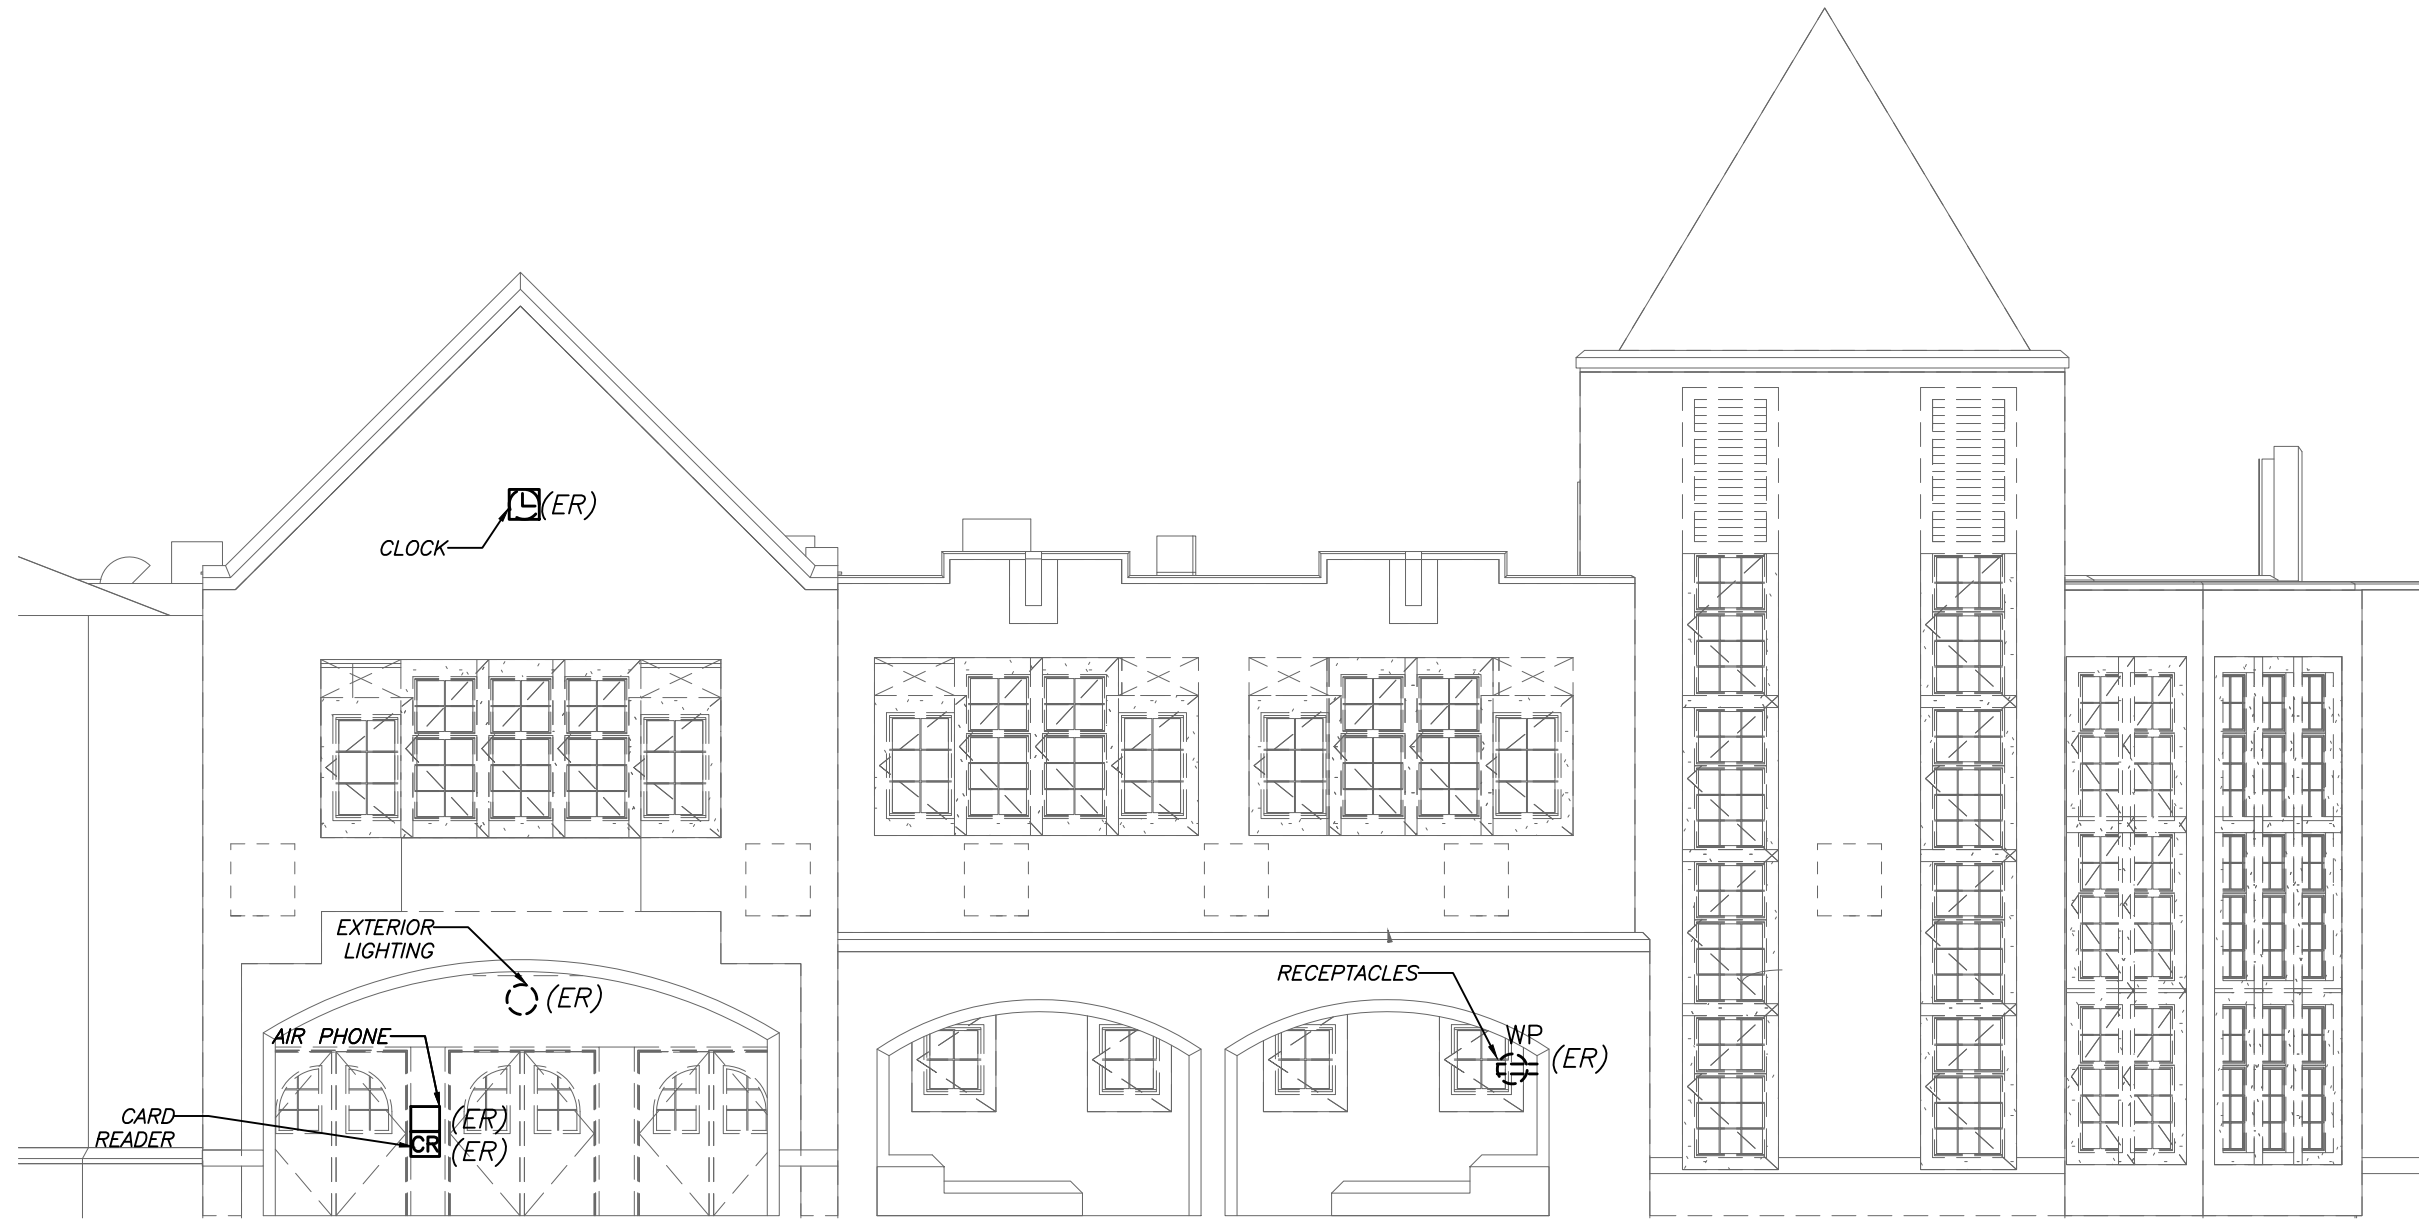 (ER)
CLOCK
EXTERIOR
LIGHTING
(ER)
RECEPTACLES
WP
(ER)
AIR PHONE
(ER)
CARD
READER
CR
(ER)